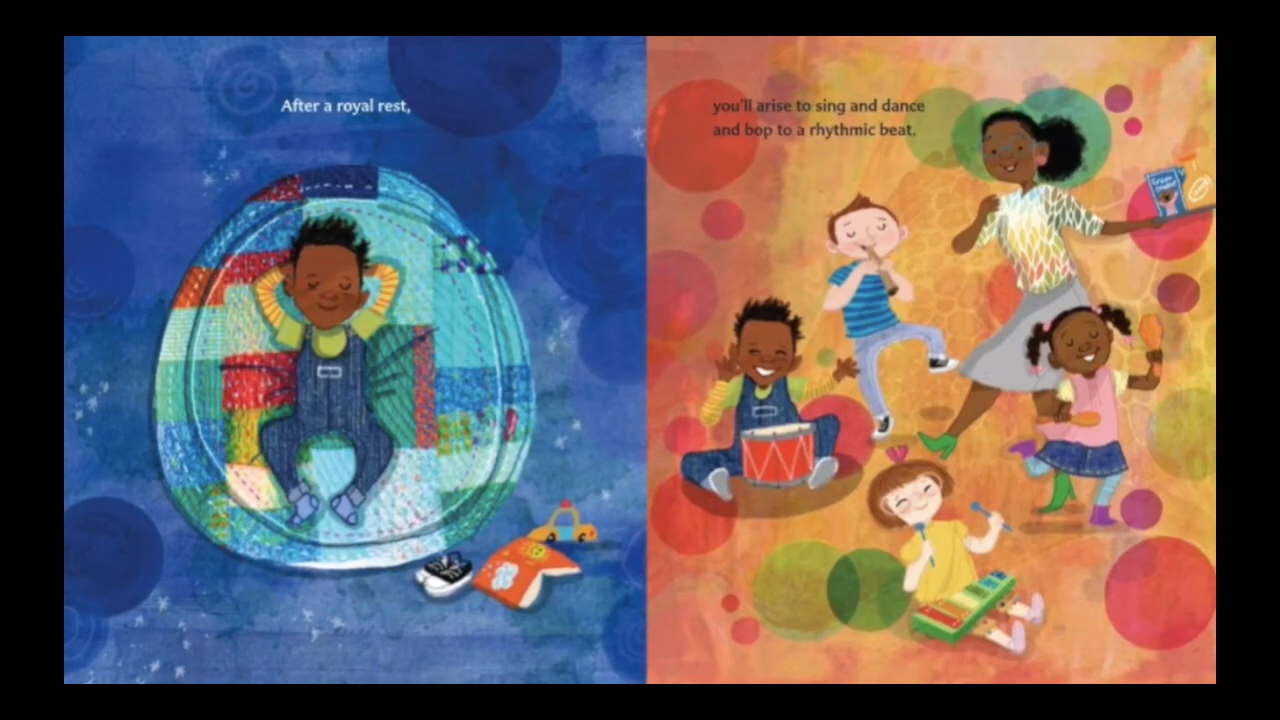 After a royal rest,
you'll arise to sing and dance
and bop to a rhythmic beat.